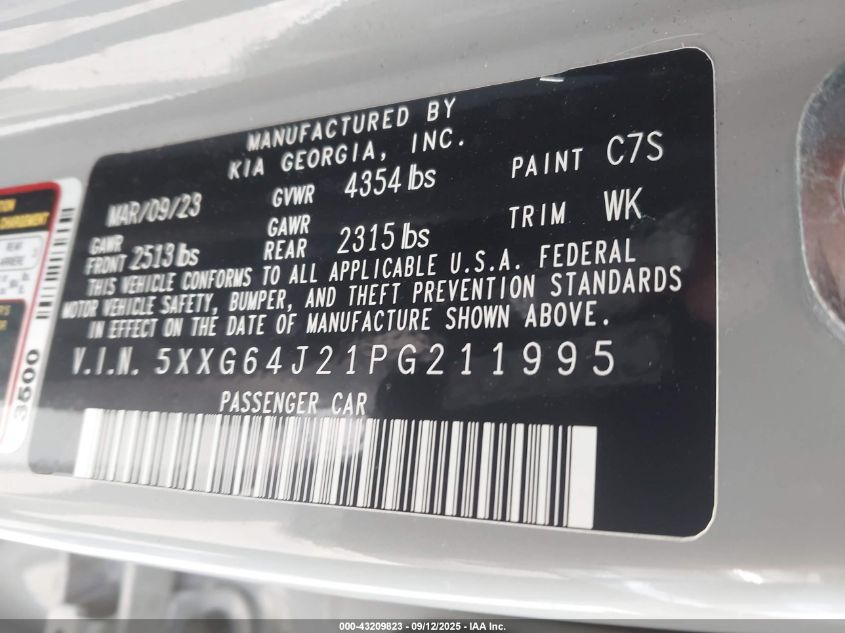 MANUFACTURED BY
KIA GEORGIA, INC.
MAR/09/23 GVWR 4354 lbs PAINT C7S
GAWR FRONT 2513 lbs GAWR REAR 2315 lbs TRIM WK
THIS VEHICLE CONFORMS TO ALL APPLICABLE U.S.A. FEDERAL
MOTOR VEHICLE SAFETY, BUMPER, AND THEFT PREVENTION STANDARDS
IN EFFECT ON THE DATE OF MANUFACTURE SHOWN ABOVE.
V.I.N. 5XXG64J21PG211995
PASSENGER CAR
3500
000-43209823 - 09/12/2025 - IAA Inc.